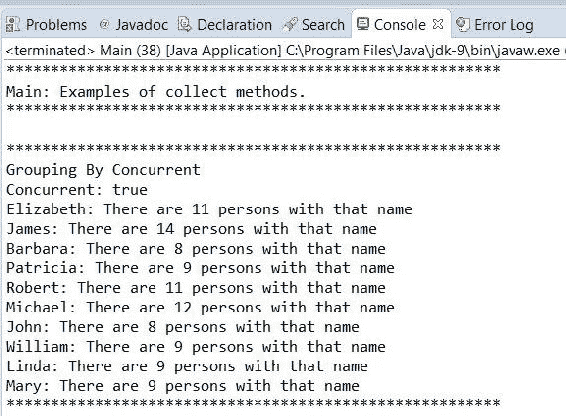 Problems @ Javadoc Declaration Search Console Error Log
<terminated> Main (38) [Java Application] C:\Program Files\Java\jdk-9\bin\javaw.exe (
*******************************************************
Main: Examples of collect methods.
*******************************************************
*******************************************************
Grouping By Concurrent
Concurrent: true
Elizabeth: There are 11 persons with that name
James: There are 14 persons with that name
Barbara: There are 8 persons with that name
Patricia: There are 9 persons with that name
Robert: There are 11 persons with that name
Michael: There are 12 persons with that name
John: There are 8 persons with that name
William: There are 9 persons with that name
Linda: There are 9 persons with that name
Mary: There are 9 persons with that name
*******************************************************